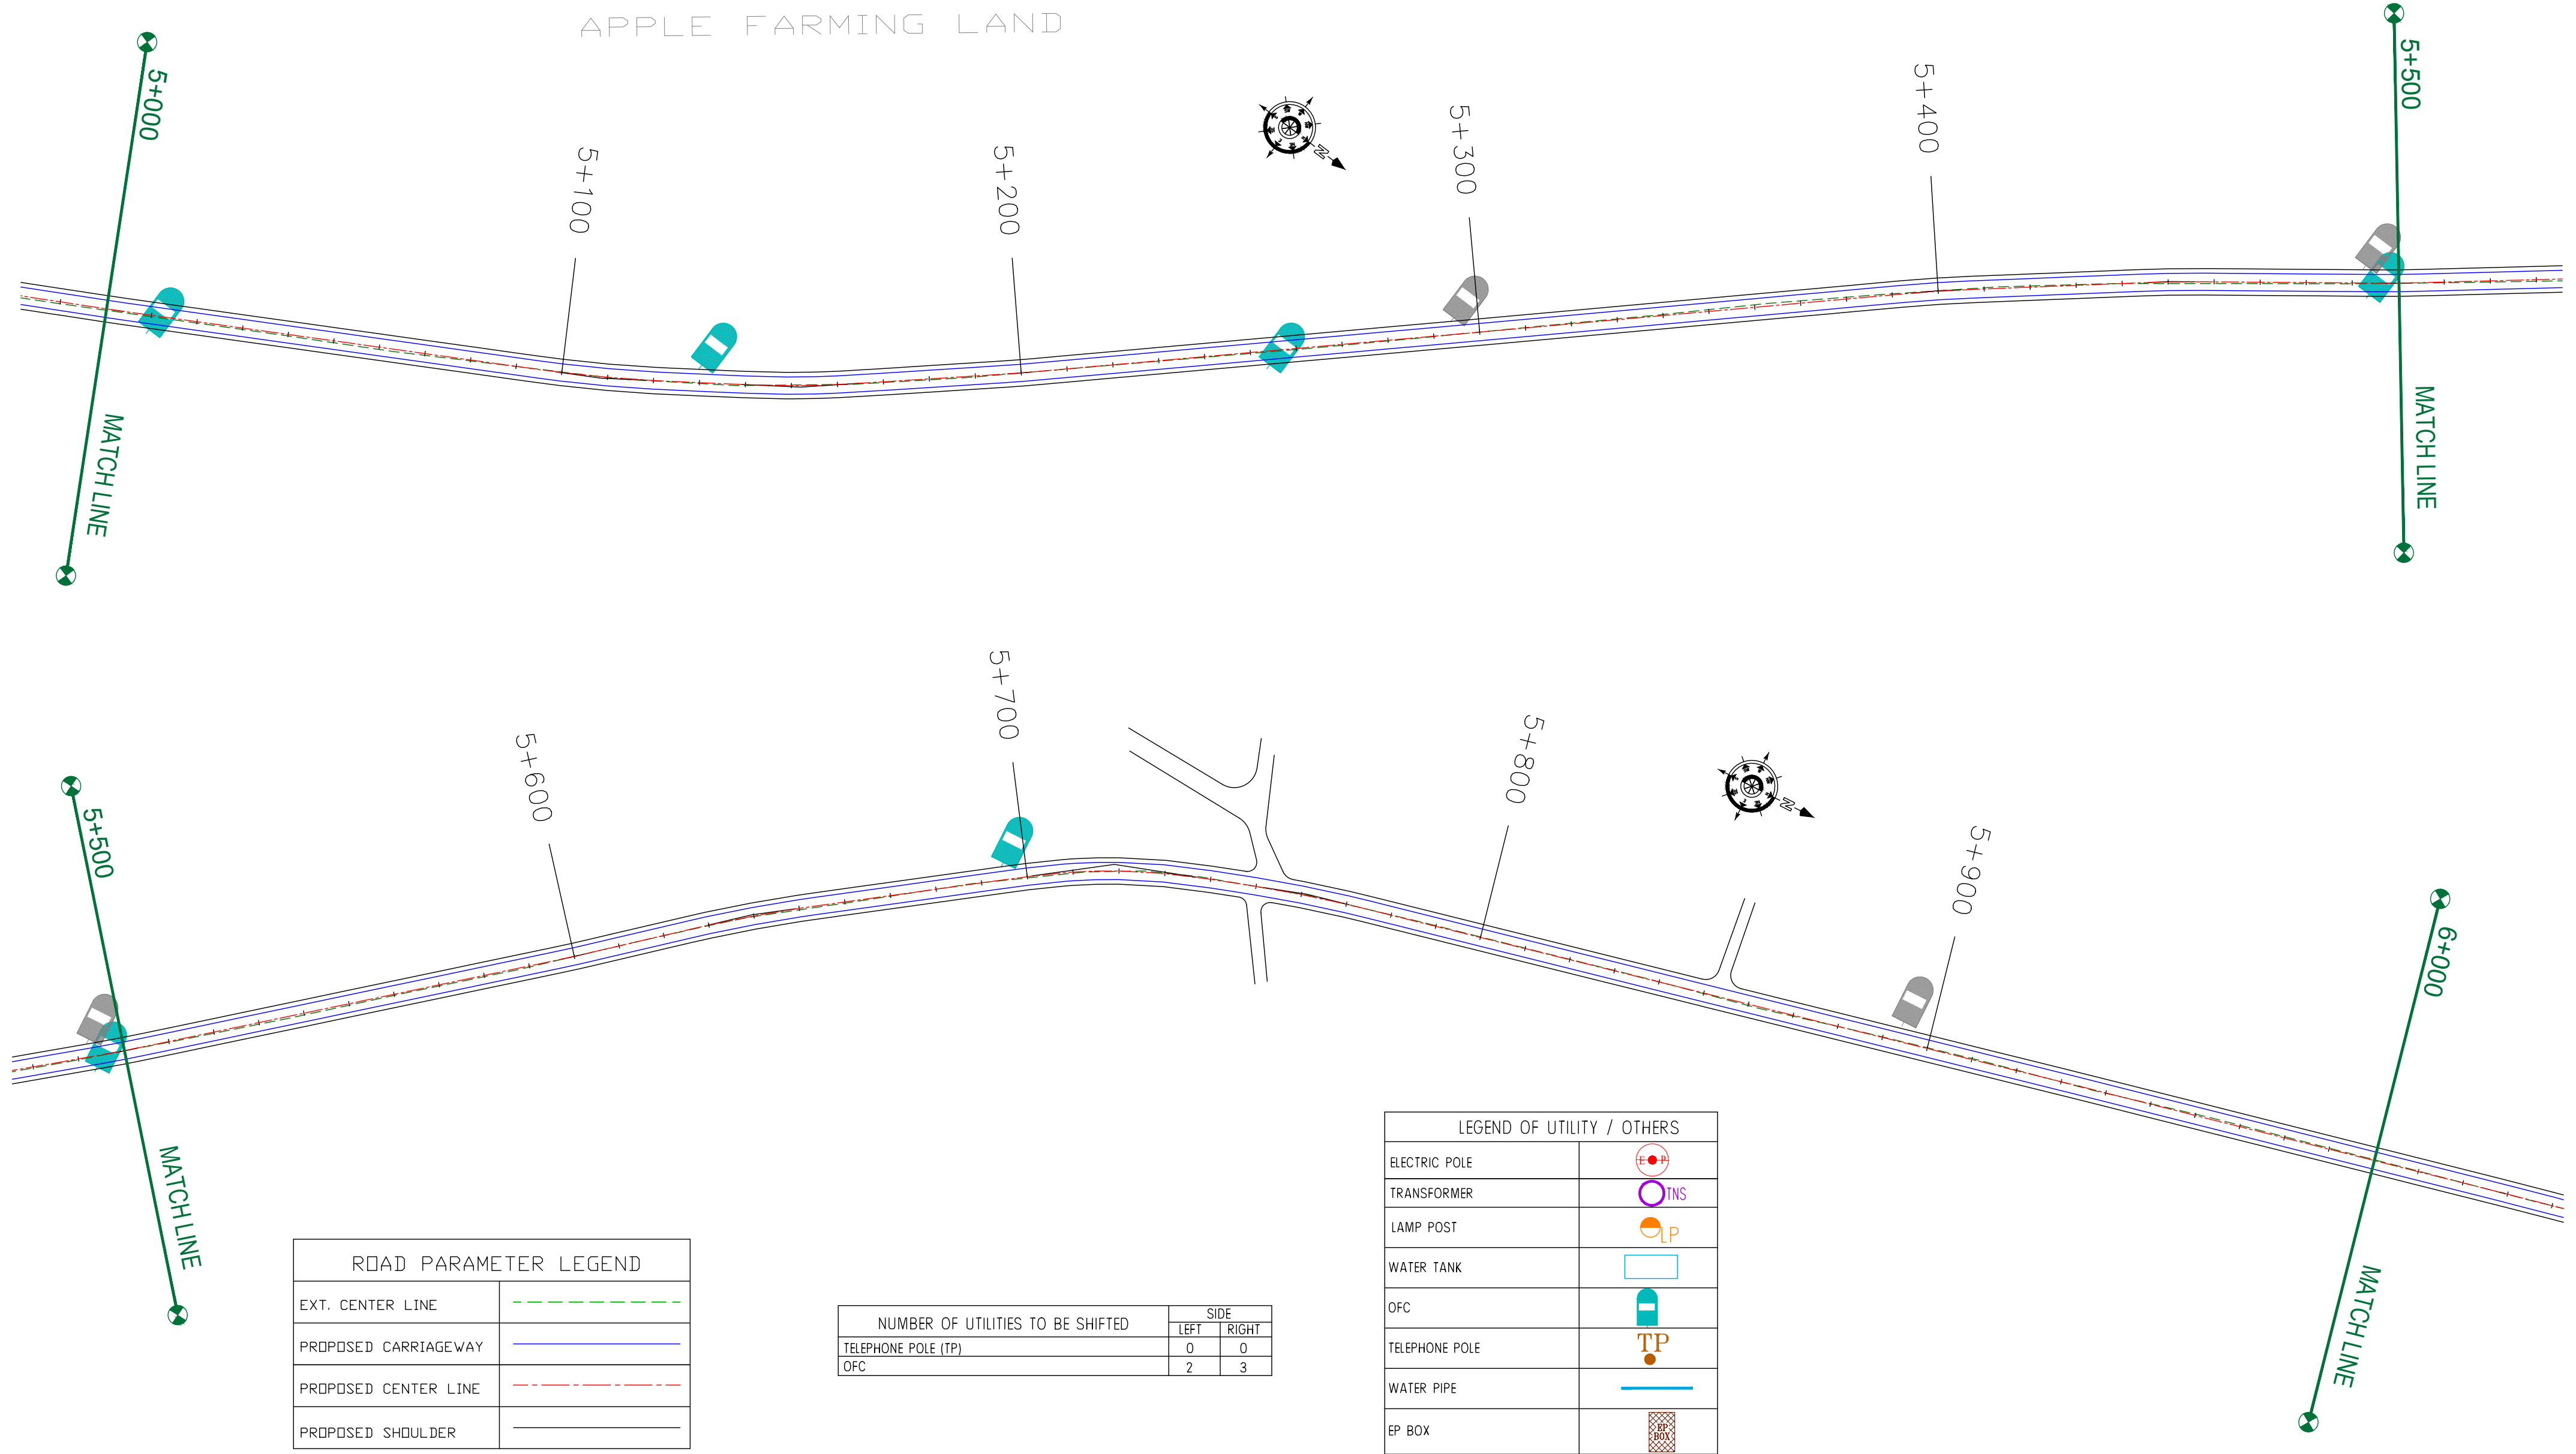 APPLE FARMING LAND
5+000
5+100
5+200
N
5+300
5+400
5+500
MATCH LINE
MATCH LINE
5+500
5+600
5+700
5+800
N
5+900
6+000
MATCH LINE
MATCH LINE
ROAD PARAMETER LEGEND
EXT. CENTER LINE
PROPOSED CARRIAGEWAY
PROPOSED CENTER LINE
PROPOSED SHOULDER
NUMBER OF UTILITIES TO BE SHIFTED SIDE
LEFT RIGHT
TELEPHONE POLE (TP) 0 0
OFC 2 3
LEGEND OF UTILITY / OTHERS
ELECTRIC POLE E P
TRANSFORMER TNS
LAMP POST LP
WATER TANK
OFC
TELEPHONE POLE TP
WATER PIPE
EP BOX EP
BOX